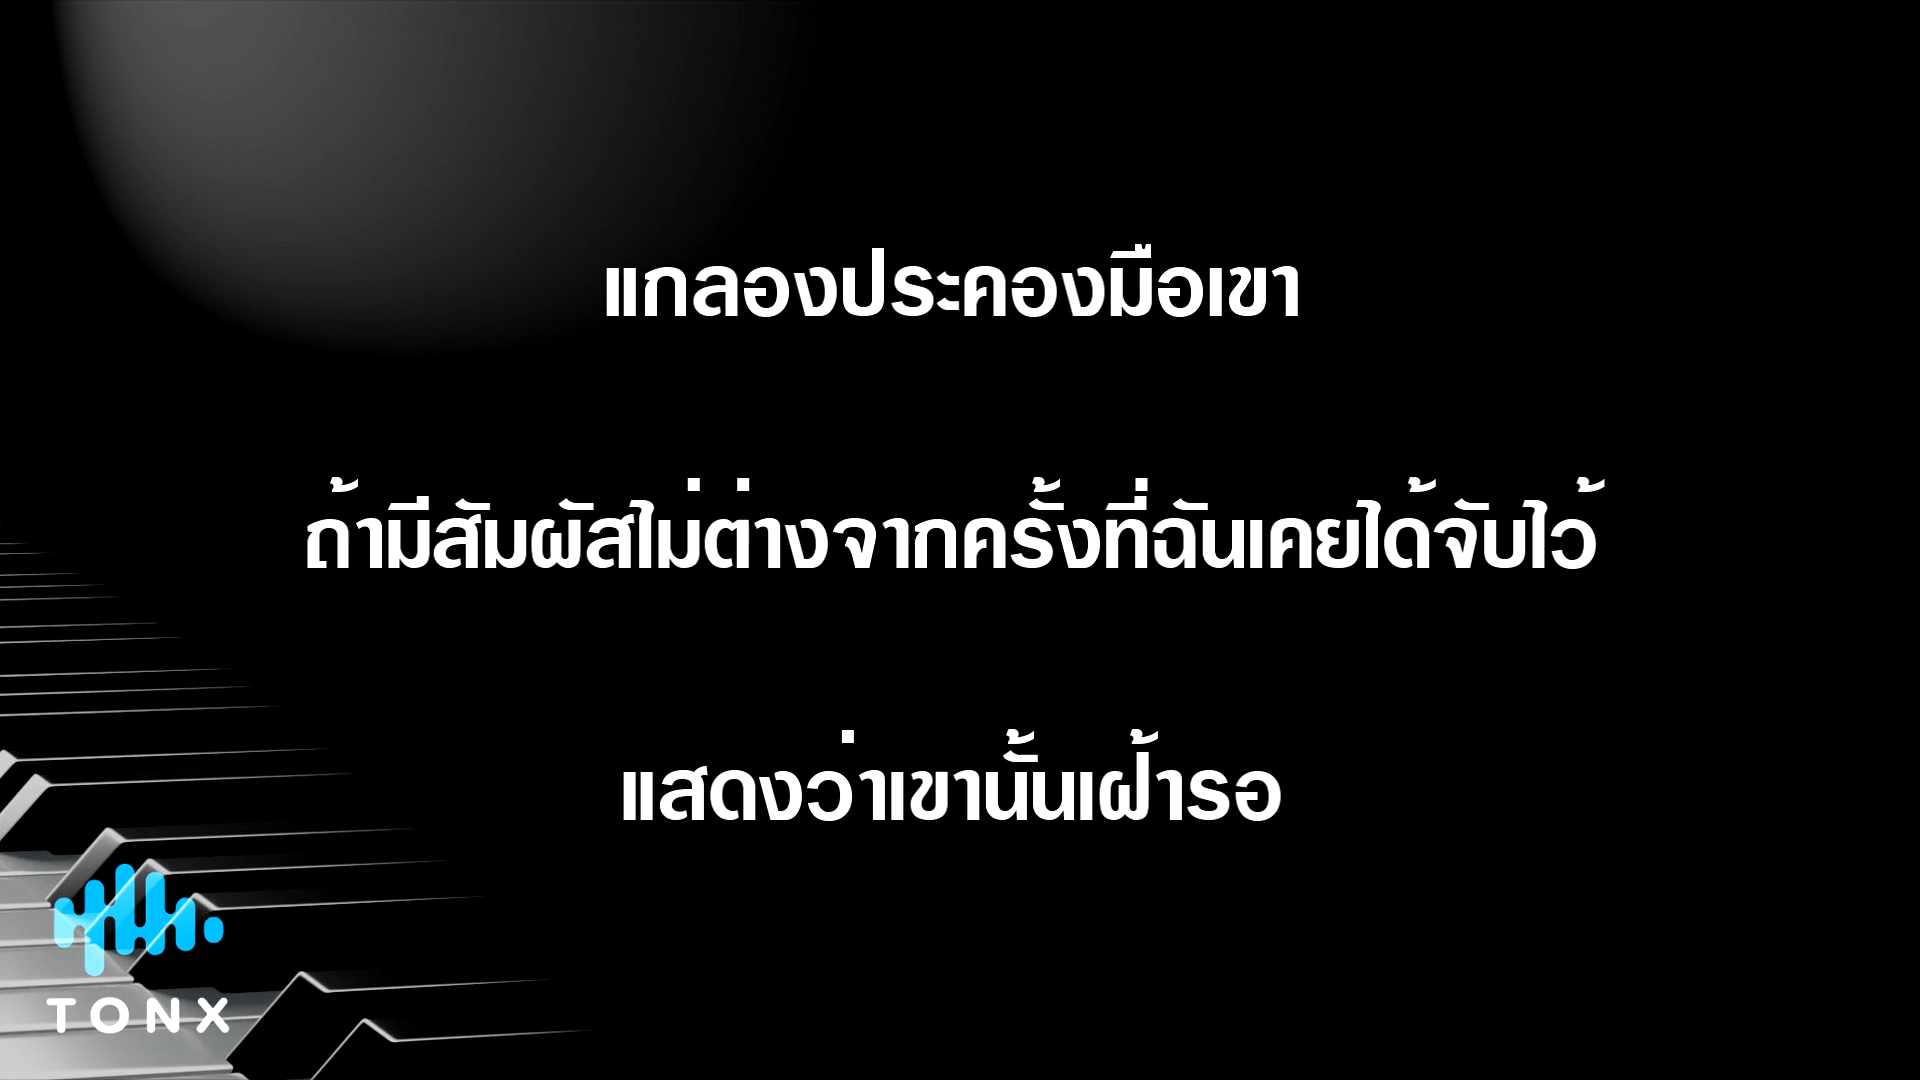 แกลองประคองมือเขา
ถ้ามีสัมผัสไม่ต่างจากครั้งที่ฉันเคยได้จับไว้
แสดงว่าเขานั้นเฝ้ารอ
TONX